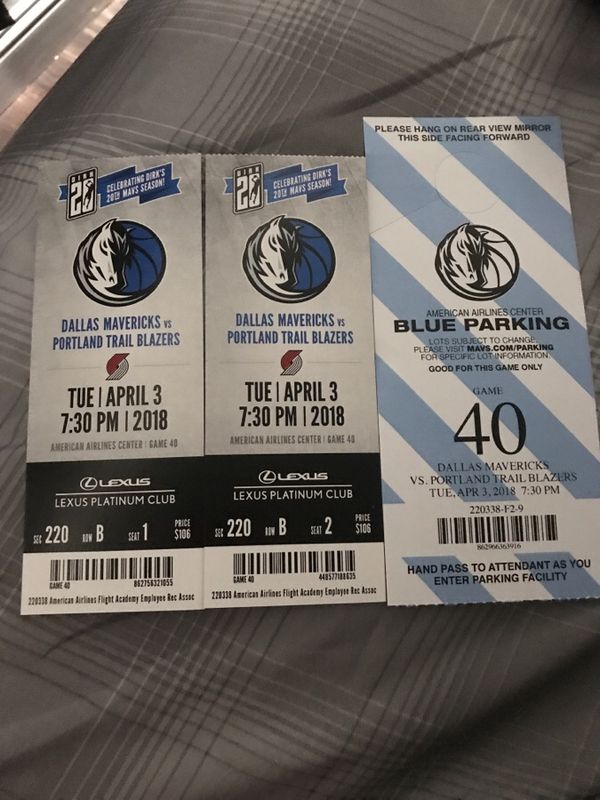 DIRK
20
CELEBRATING DIRK'S
20TH MAVS SEASON!
DALLAS MAVERICKS VS
PORTLAND TRAIL BLAZERS
TUE | APRIL 3
7:30 PM | 2018
AMERICAN AIRLINES CENTER | GAME 40
LEXUS
LEXUS PLATINUM CLUB
SEC 220 ROW B SEAT 1 PRICE $106
GAME 40 862756321055
220338 American Airlines Flight Academy Employee Rec Assoc
DIRK
20
CELEBRATING DIRK'S
20TH MAVS SEASON!
DALLAS MAVERICKS VS
PORTLAND TRAIL BLAZERS
TUE | APRIL 3
7:30 PM | 2018
AMERICAN AIRLINES CENTER | GAME 40
LEXUS
LEXUS PLATINUM CLUB
SEC 220 ROW B SEAT 2 PRICE $106
GAME 40 448577188635
220338 American Airlines Flight Academy Employee Rec Assoc
PLEASE HANG ON REAR VIEW MIRROR
THIS SIDE FACING FORWARD
AMERICAN AIRLINES CENTER
BLUE PARKING
LOTS SUBJECT TO CHANGE.
PLEASE VISIT MAVS.COM/PARKING
FOR SPECIFIC LOT INFORMATION.
GOOD FOR THIS GAME ONLY
GAME
40
DALLAS MAVERICKS
VS. PORTLAND TRAIL BLAZERS
TUE, APR 3, 2018 7:30 PM
220338-F2-9
862966363916
HAND PASS TO ATTENDANT AS YOU
ENTER PARKING FACILITY